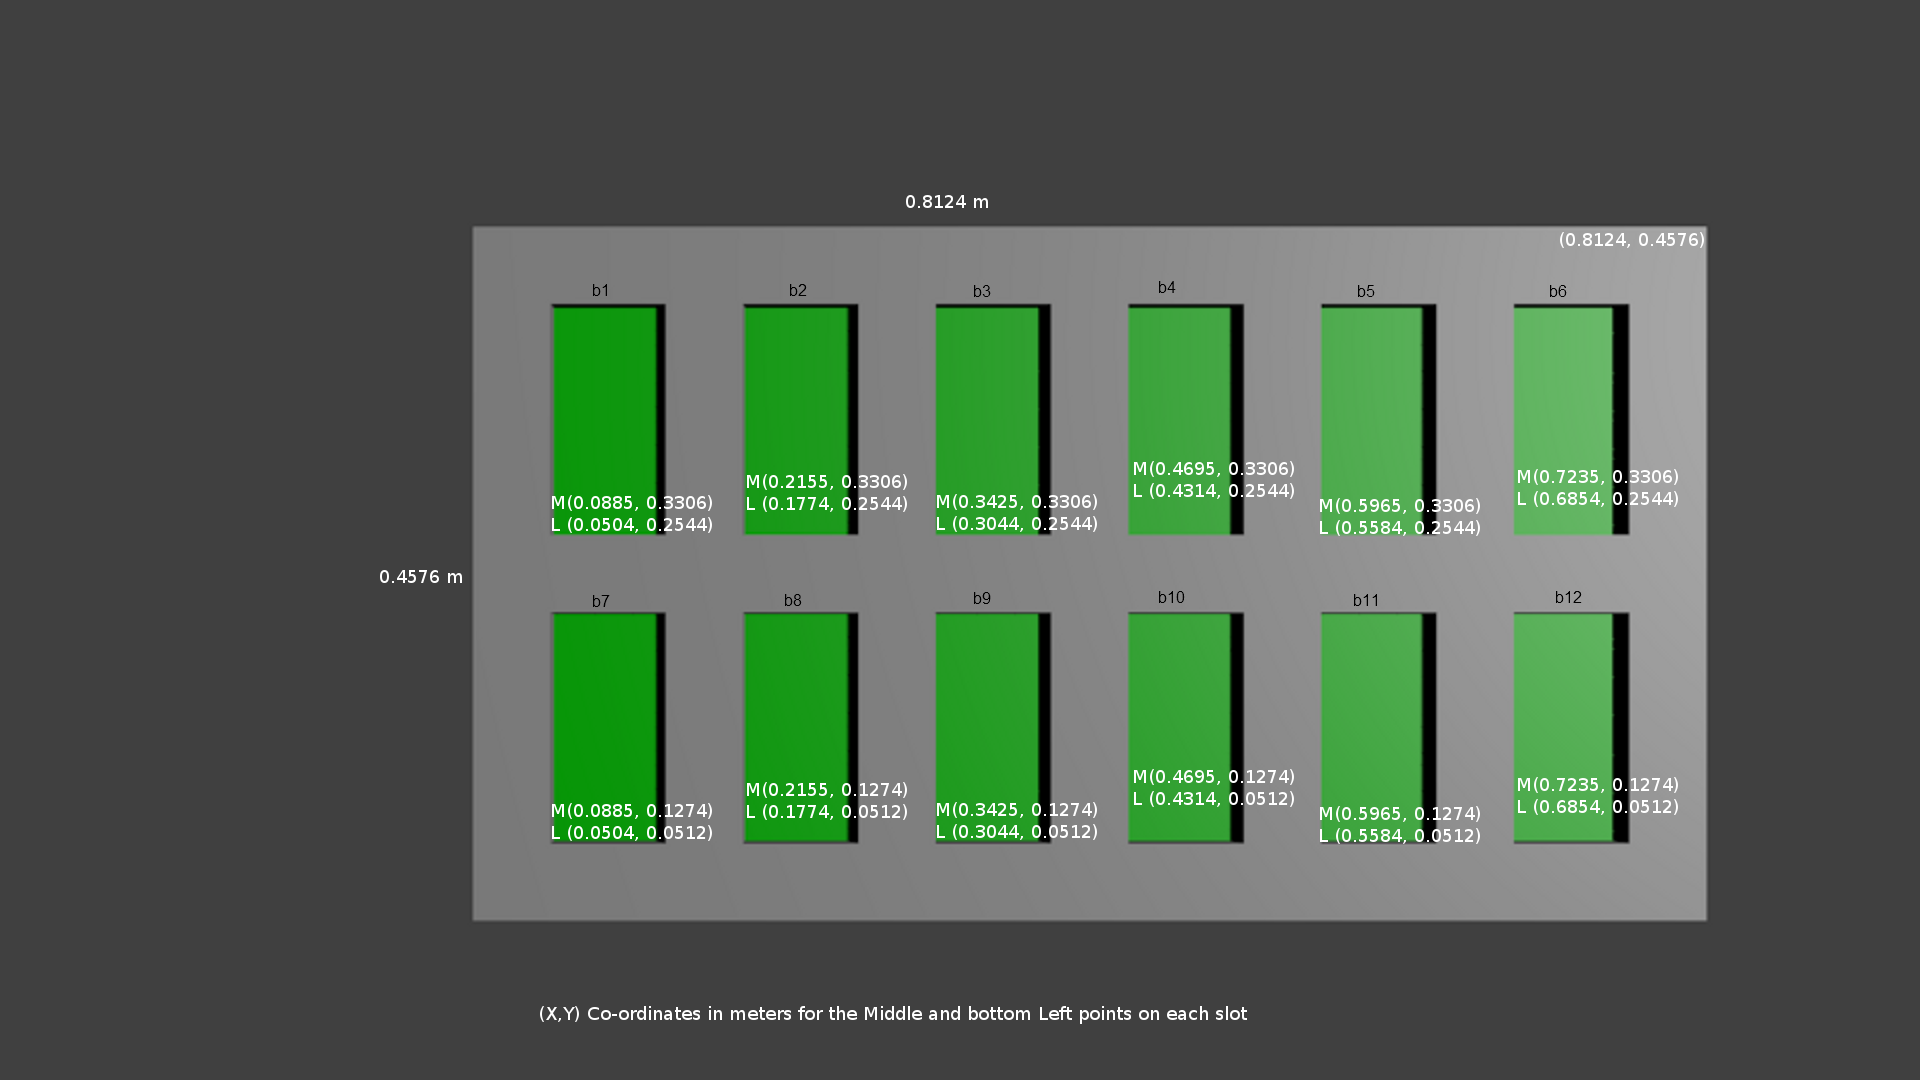 0.8124 m
(0.8124, 0.4576)
b1
b2
b3
b4
b5
b6
M(0.0885, 0.3306)
L (0.0504, 0.2544)
M(0.2155, 0.3306)
L (0.1774, 0.2544)
M(0.3425, 0.3306)
L (0.3044, 0.2544)
M(0.4695, 0.3306)
L (0.4314, 0.2544)
M(0.5965, 0.3306)
L (0.5584, 0.2544)
M(0.7235, 0.3306)
L (0.6854, 0.2544)
0.4576 m
b7
b8
b9
b10
b11
b12
M(0.0885, 0.1274)
L (0.0504, 0.0512)
M(0.2155, 0.1274)
L (0.1774, 0.0512)
M(0.3425, 0.1274)
L (0.3044, 0.0512)
M(0.4695, 0.1274)
L (0.4314, 0.0512)
M(0.5965, 0.1274)
L (0.5584, 0.0512)
M(0.7235, 0.1274)
L (0.6854, 0.0512)
(X,Y) Co-ordinates in meters for the Middle and bottom Left points on each slot